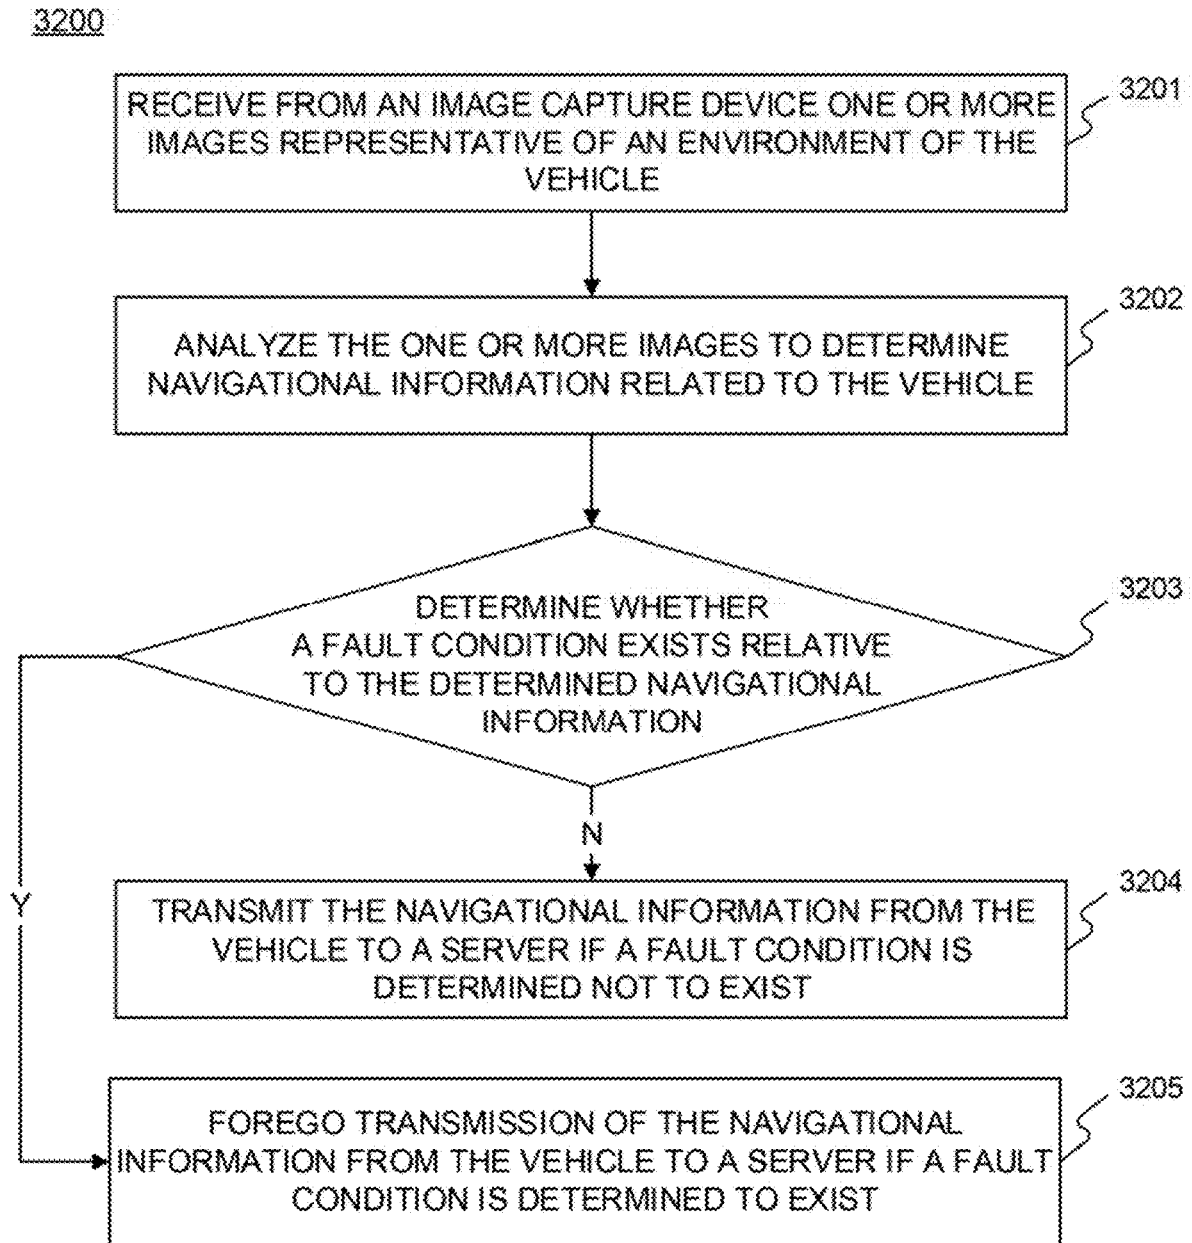 3200
RECEIVE FROM AN IMAGE CAPTURE DEVICE ONE OR MORE
IMAGES REPRESENTATIVE OF AN ENVIRONMENT OF THE
VEHICLE
3201
ANALYZE THE ONE OR MORE IMAGES TO DETERMINE
NAVIGATIONAL INFORMATION RELATED TO THE VEHICLE
3202
DETERMINE WHETHER
A FAULT CONDITION EXISTS RELATIVE
TO THE DETERMINED NAVIGATIONAL
INFORMATION
3203
N
Y
TRANSMIT THE NAVIGATIONAL INFORMATION FROM THE
VEHICLE TO A SERVER IF A FAULT CONDITION IS
DETERMINED NOT TO EXIST
3204
FOREGO TRANSMISSION OF THE NAVIGATIONAL
INFORMATION FROM THE VEHICLE TO A SERVER IF A FAULT
CONDITION IS DETERMINED TO EXIST
3205